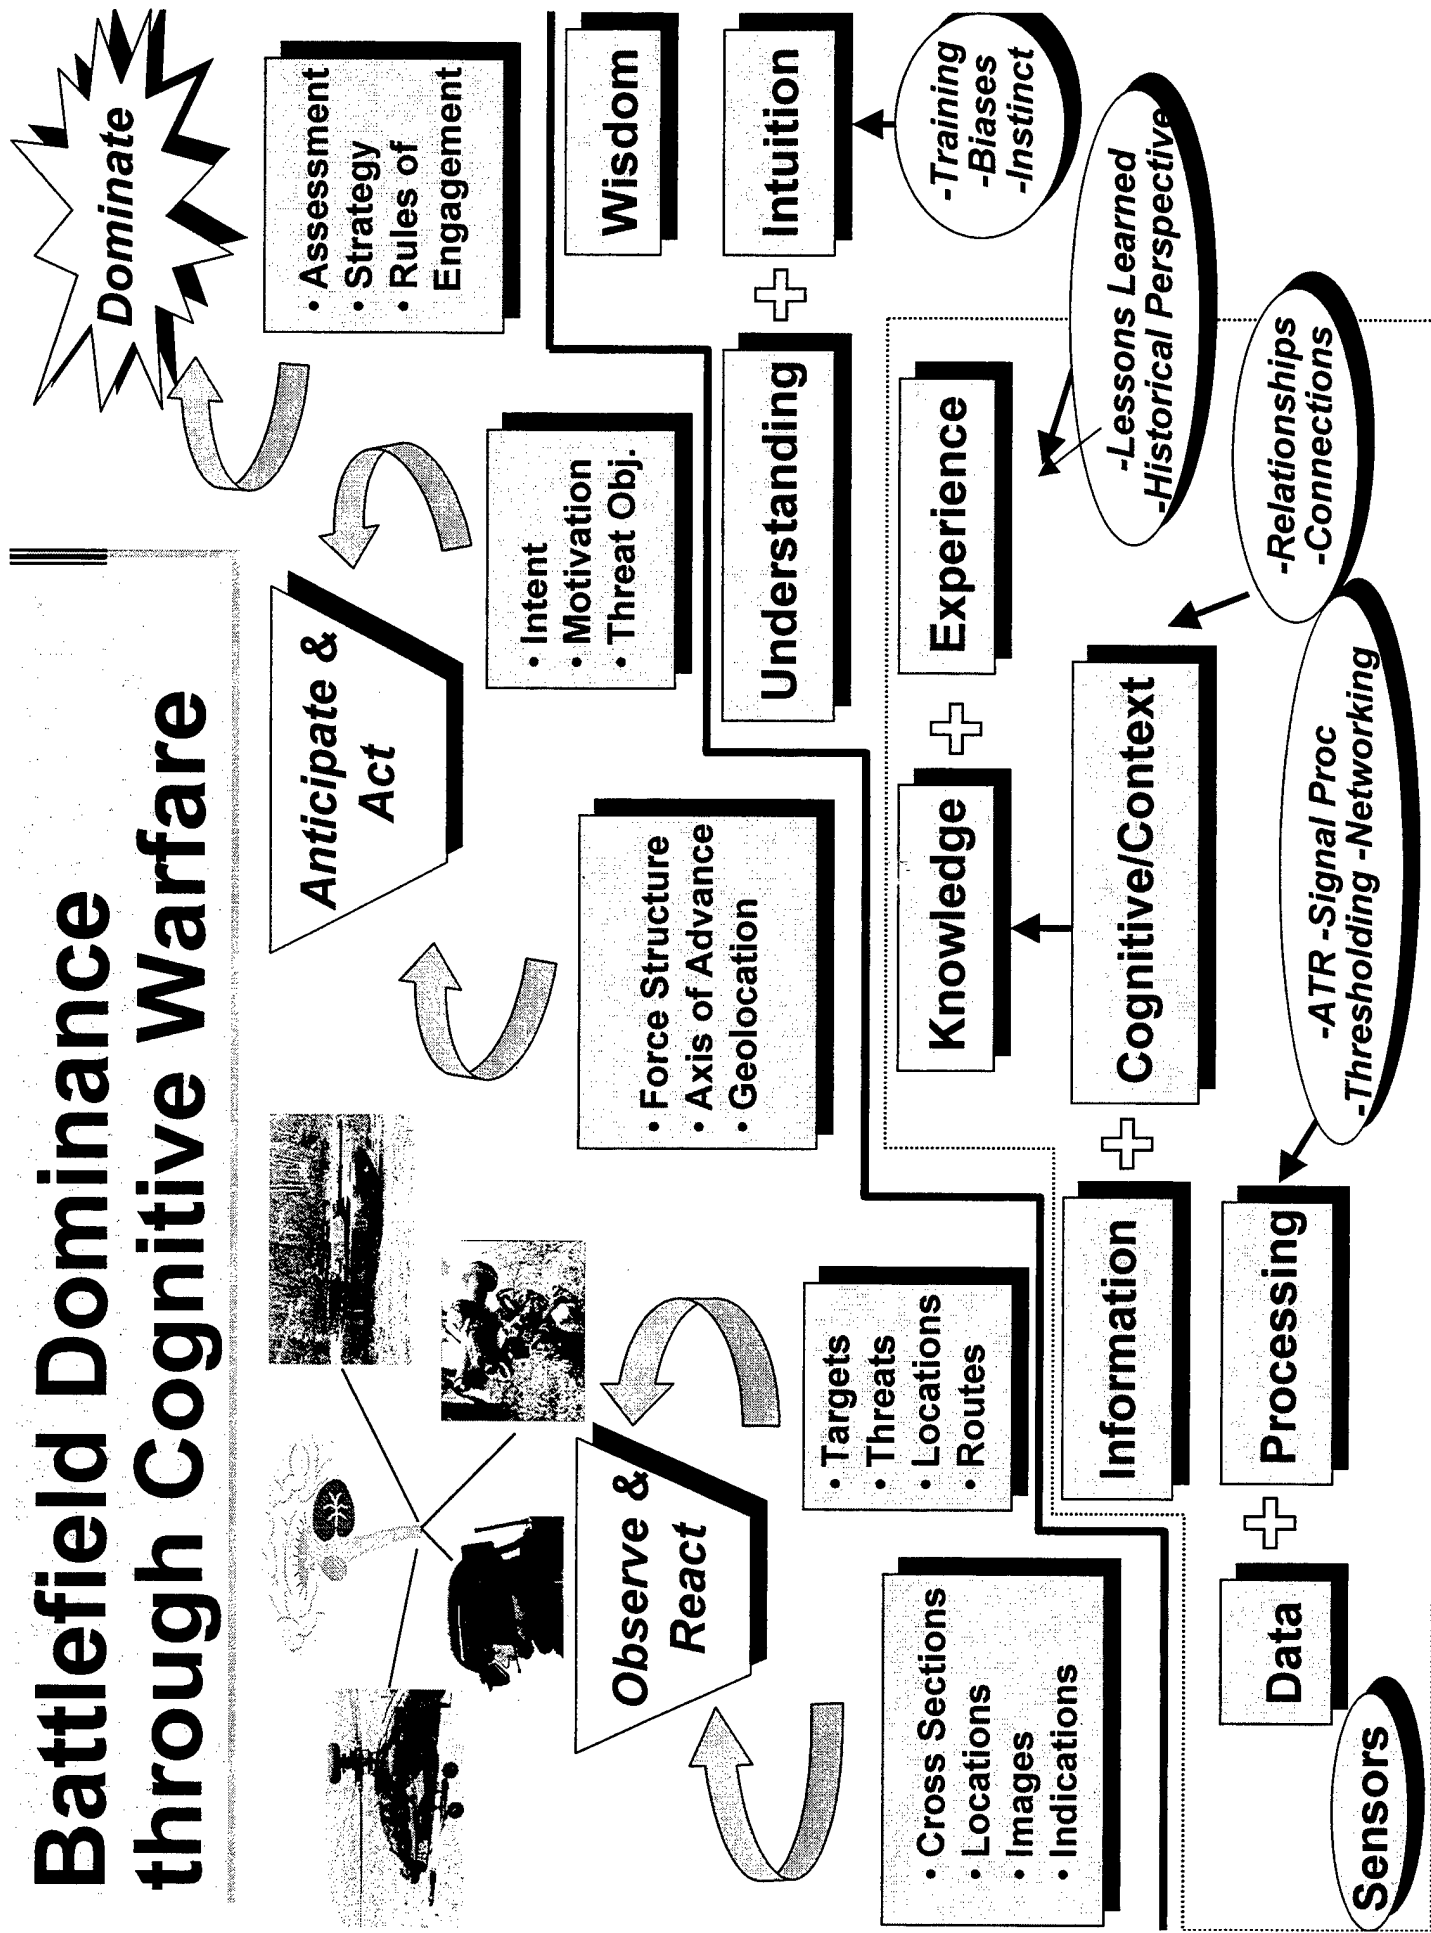 Battlefield Dominance
through Cognitive Warfare
Dominate
Anticipate &
Act
Observe &
React
• Assessment
• Strategy
• Rules of
Engagement
• Intent
• Motivation
• Threat Obj.
• Force Structure
• Axis of Advance
• Geolocation
• Targets
• Threats
• Locations
• Routes
• Cross Sections
• Locations
• Images
• Indications
Wisdom
Understanding
+
Intuition
-Training
-Biases
-Instinct
Knowledge
+
Experience
-Lessons Learned
-Historical Perspective
Information
+
Cognitive/Context
-Relationships
-Connections
Data
+
Processing
-ATR -Signal Proc
-Thresholding -Networking
Sensors